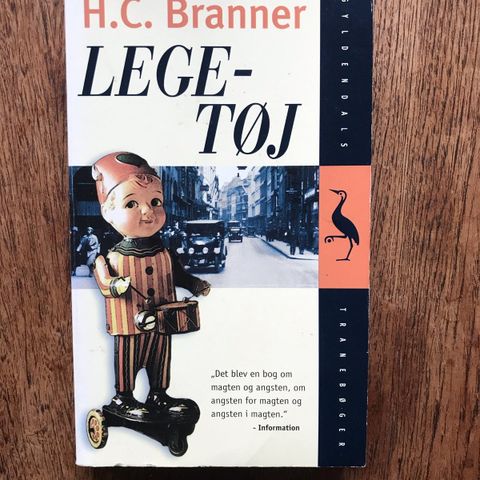 H.C. Branner
LEGE-
TØJ
GYLDENDALS
TRANEBØGER
„Det blev en bog om
magten og angsten, om
angsten for magten og
angsten i magten."
- Information